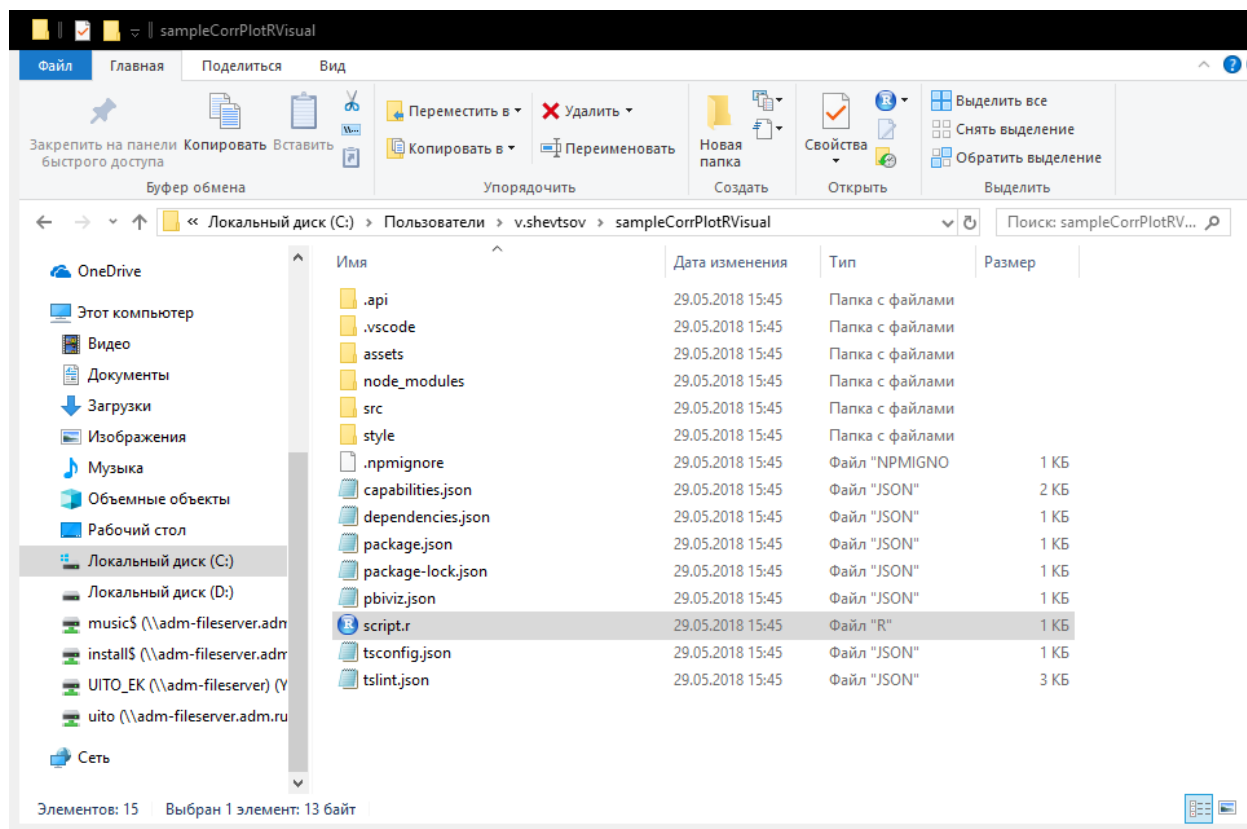 sampleCorrPlotRVisual
Файл Главная Поделиться Вид
Закрепить на панели быстрого доступа
Копировать
Вставить
Буфер обмена
Переместить в
Копировать в
Удалить
Переименовать
Упорядочить
Новая папка
Создать
Свойства
Открыть
Выделить все
Снять выделение
Обратить выделение
Выделить
« Локальный диск (C:) › Пользователи › v.shevtsov › sampleCorrPlotRVisual
Поиск: sampleCorrPlotRV...
OneDrive
Этот компьютер
Видео
Документы
Загрузки
Изображения
Музыка
Объемные объекты
Рабочий стол
Локальный диск (C:)
Локальный диск (D:)
music$ (\\adm-fileserver.adm
install$ (\\adm-fileserver.adm
UITO_EK (\\adm-fileserver) (Y
uito (\\adm-fileserver.adm.ru
Сеть
Имя Дата изменения Тип Размер
.api 29.05.2018 15:45 Папка с файлами
.vscode 29.05.2018 15:45 Папка с файлами
assets 29.05.2018 15:45 Папка с файлами
node_modules 29.05.2018 15:45 Папка с файлами
src 29.05.2018 15:45 Папка с файлами
style 29.05.2018 15:45 Папка с файлами
.npmignore 29.05.2018 15:45 Файл "NPMIGNO 1 КБ
capabilities.json 29.05.2018 15:45 Файл "JSON" 2 КБ
dependencies.json 29.05.2018 15:45 Файл "JSON" 1 КБ
package.json 29.05.2018 15:45 Файл "JSON" 1 КБ
package-lock.json 29.05.2018 15:45 Файл "JSON" 1 КБ
pbiviz.json 29.05.2018 15:45 Файл "JSON" 1 КБ
script.r 29.05.2018 15:45 Файл "R" 1 КБ
tsconfig.json 29.05.2018 15:45 Файл "JSON" 1 КБ
tslint.json 29.05.2018 15:45 Файл "JSON" 3 КБ
Элементов: 15 Выбран 1 элемент: 13 байт